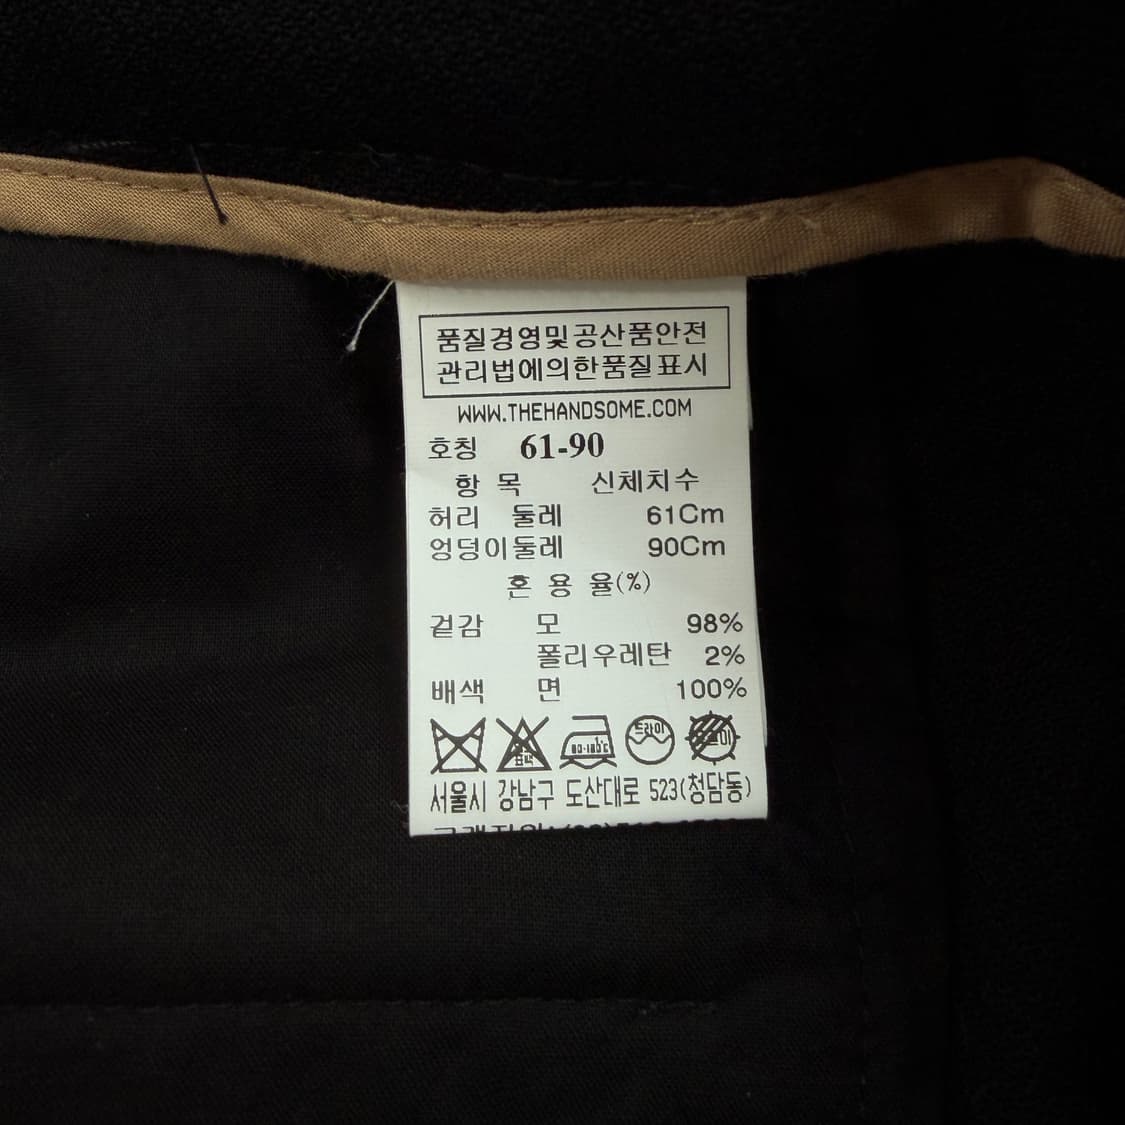 품질경영및공산품안전
관리법에의한품질표시
WWW.THEHANDSOME.COM
호칭 61-90
항 목 신체치수
허리 둘레 61Cm
엉덩이둘레 90Cm
혼 용 율(%)
겉감 모 98%
폴리우레탄 2%
배색 면 100%
드라이
서울시 강남구 도산대로 523(청담동)